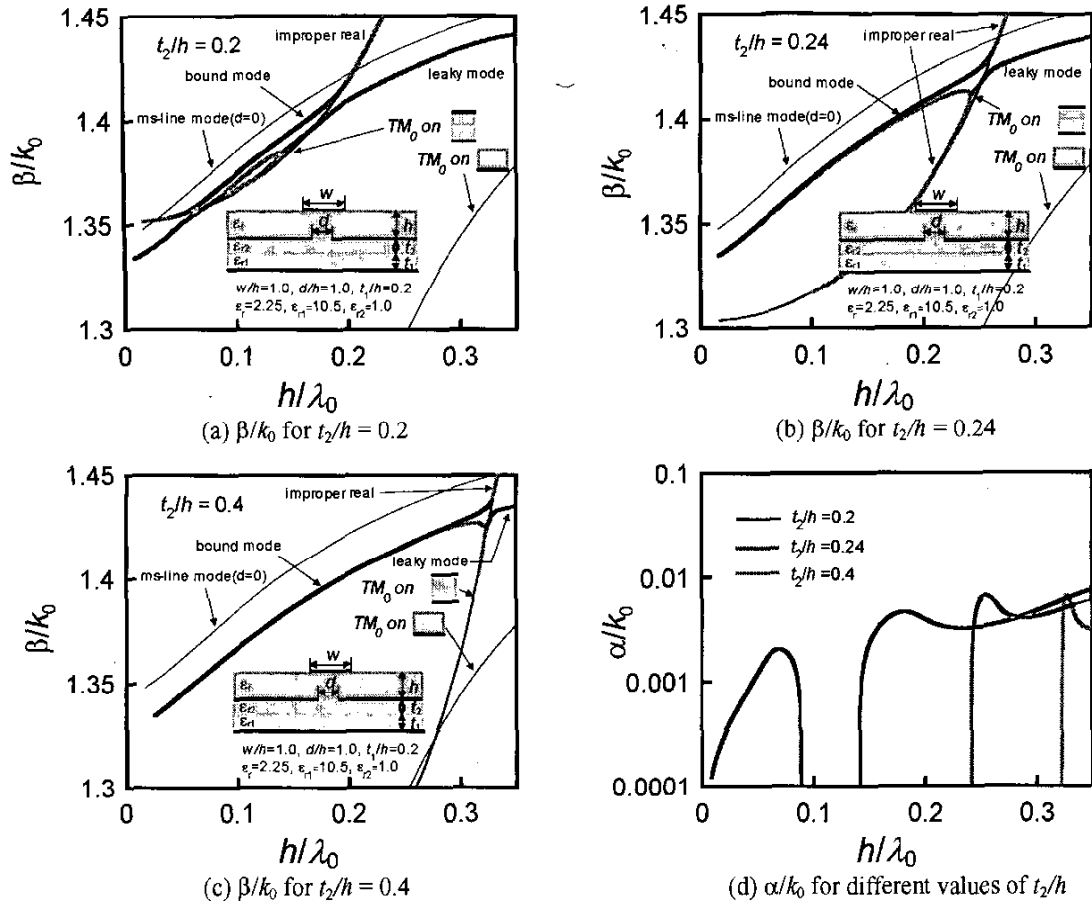 1.45
1.4
1.35
1.3
β/k₀
t₂/h = 0.2
improper real
bound mode
leaky mode
ms-line mode(d=0)
TM₀ on
TM₀ on
w
d
h
t₂
t₁
εᵣ
εᵣ₂
εᵣ₁
w/h=1.0, d/h=1.0, t₁/h=0.2
εᵣ=2.25, εᵣ₁=10.5, εᵣ₂=1.0
0 0.1 0.2 0.3
h/λ₀
(a) β/k₀ for t₂/h = 0.2
1.45
1.4
1.35
1.3
β/k₀
t₂/h = 0.24
improper real
bound mode
leaky mode
ms-line mode(d=0)
TM₀ on
TM₀ on
w
d
h
t₂
t₁
εᵣ
εᵣ₂
εᵣ₁
w/h=1.0, d/h=1.0, t₁/h=0.2
εᵣ=2.25, εᵣ₁=10.5, εᵣ₂=1.0
0 0.1 0.2 0.3
h/λ₀
(b) β/k₀ for t₂/h = 0.24
1.45
1.4
1.35
1.3
β/k₀
t₂/h = 0.4
improper real
bound mode
leaky mode
ms-line mode(d=0)
TM₀ on
TM₀ on
w
d
h
t₂
t₁
εᵣ
εᵣ₂
εᵣ₁
w/h=1.0, d/h=1.0, t₁/h=0.2
εᵣ=2.25, εᵣ₁=10.5, εᵣ₂=1.0
0 0.1 0.2 0.3
h/λ₀
(c) β/k₀ for t₂/h = 0.4
0.1
0.01
0.001
0.0001
α/k₀
t₂/h =0.2
t₂/h =0.24
t₂/h =0.4
0 0.1 0.2 0.3
h/λ₀
(d) α/k₀ for different values of t₂/h